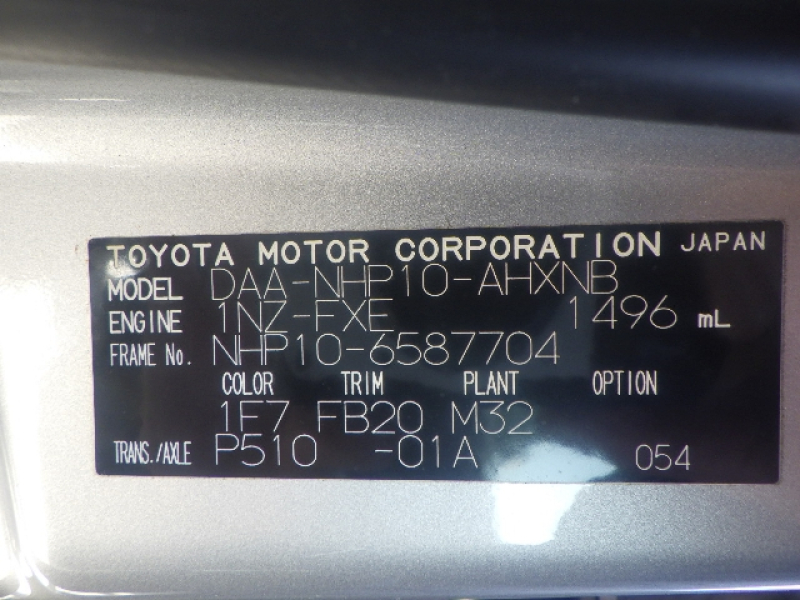 TOYOTA MOTOR CORPORATION JAPAN
MODEL DAA-NHP10-AHXNB
ENGINE 1NZ-FXE 1496 mL
FRAME No. NHP10-6587704
COLOR TRIM PLANT OPTION
1F7 FB20 M32
TRANS./AXLE P510 -01A 054